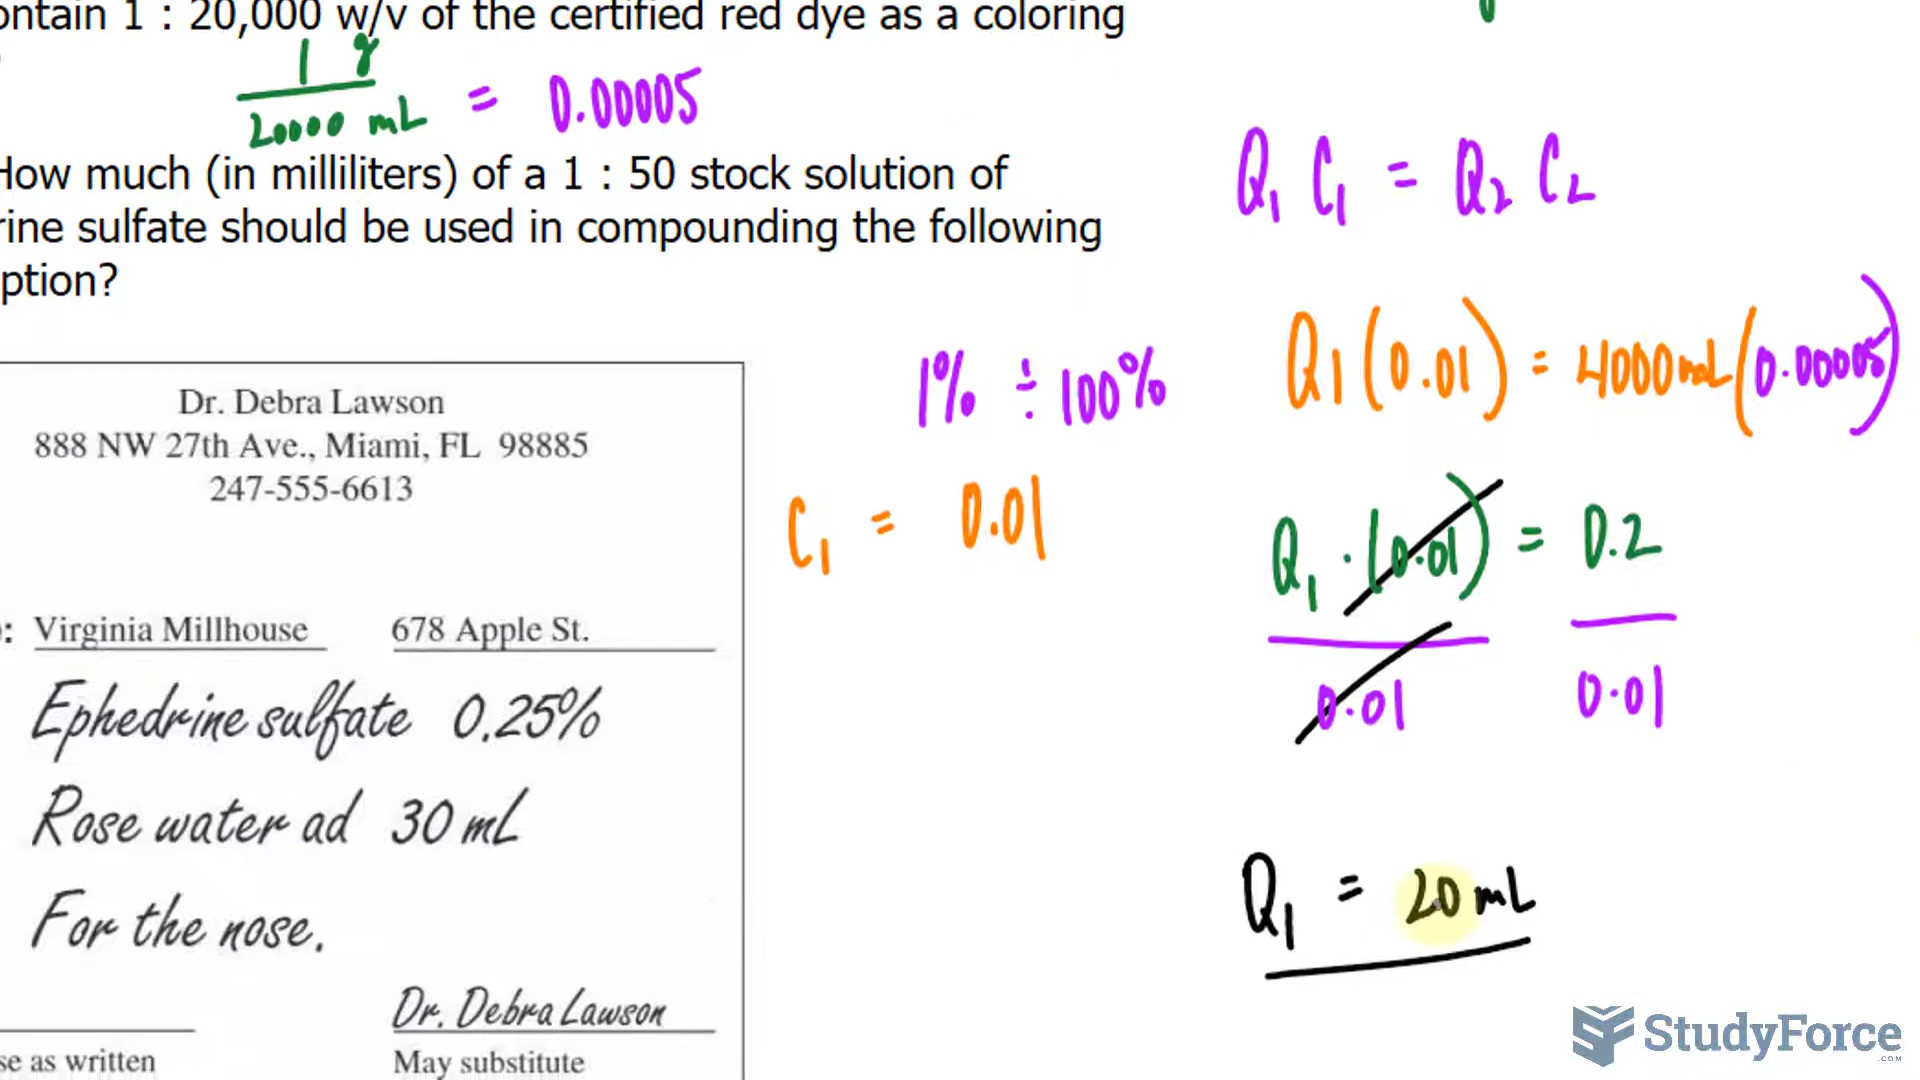 ontain 1 : 20,000 w/v of the certified red dye as a coloring
1 g
20000 mL = 0.00005
How much (in milliliters) of a 1 : 50 stock solution of
rine sulfate should be used in compounding the following
ption?
Dr. Debra Lawson
888 NW 27th Ave., Miami, FL 98885
247-555-6613
: Virginia Millhouse 678 Apple St.
Ephedrine sulfate 0.25%
Rose water ad 30 mL
For the nose.
Dr. Debra Lawson
se as written May substitute
1% ÷ 100%
C1 = 0.01
Q1 C1 = Q2 C2
Q1 (0.01) = 4000 mL (0.00005)
Q1 · (0.01) = 0.2
0.01 0.01
Q1 = 20 mL
StudyForce
.COM